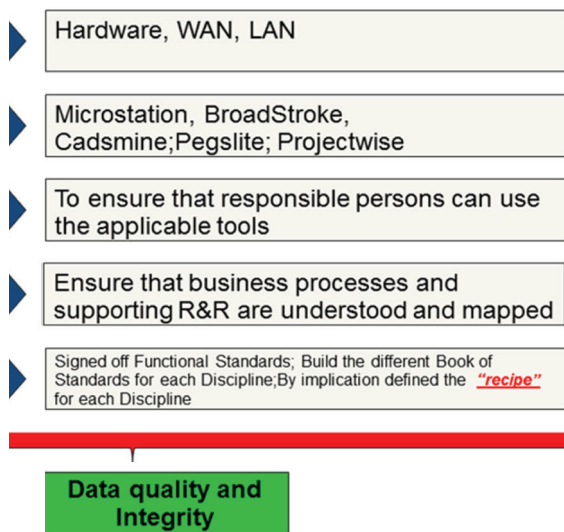 Hardware, WAN, LAN
Microstation, BroadStroke,
Cadsmine;Pegslite; Projectwise
To ensure that responsible persons can use
the applicable tools
Ensure that business processes and
supporting R&R are understood and mapped
Signed off Functional Standards; Build the different Book of
Standards for each Discipline;By implication defined the “recipe”
for each Discipline
Data quality and
Integrity